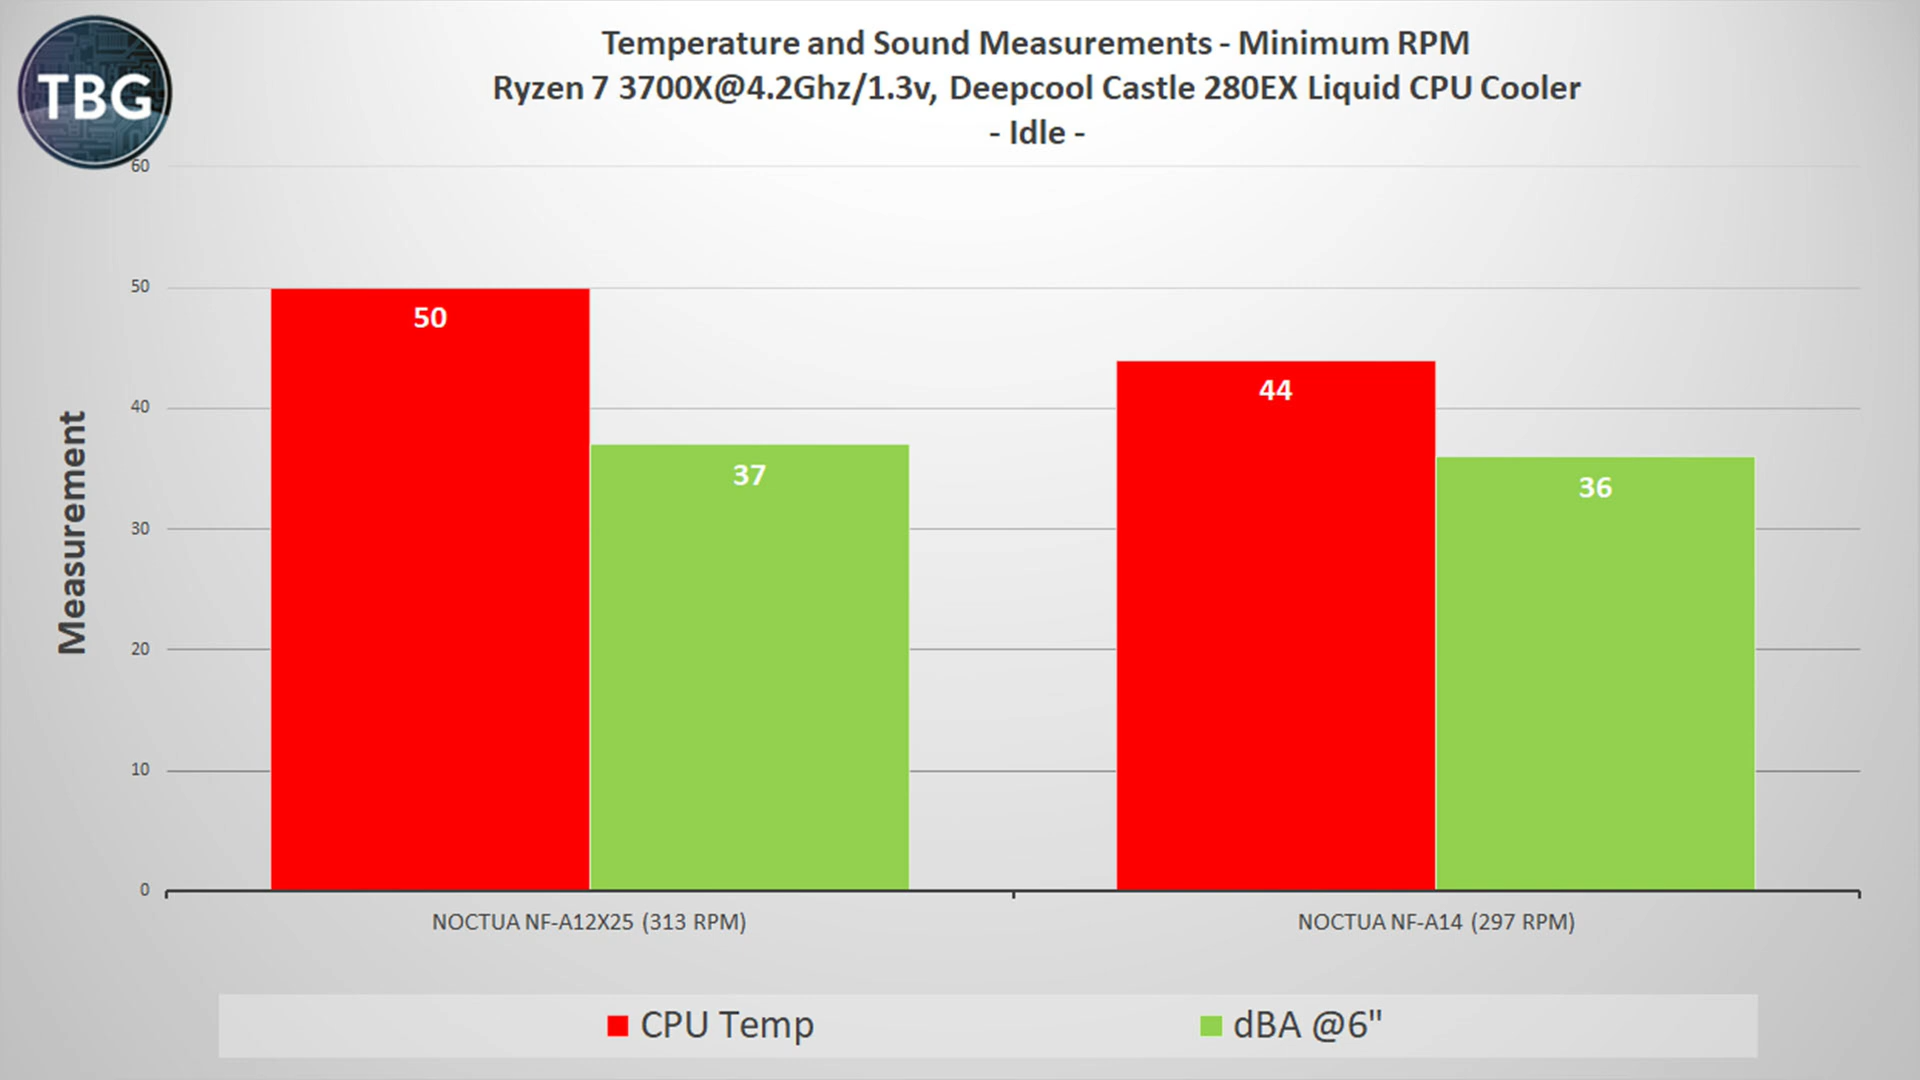 TBG
Temperature and Sound Measurements - Minimum RPM
Ryzen 7 3700X@4.2Ghz/1.3v, Deepcool Castle 280EX Liquid CPU Cooler
- Idle -
Measurement
60
50
40
30
20
10
0
50
37
44
36
NOCTUA NF-A12X25 (313 RPM)
NOCTUA NF-A14 (297 RPM)
CPU Temp
dBA @6"